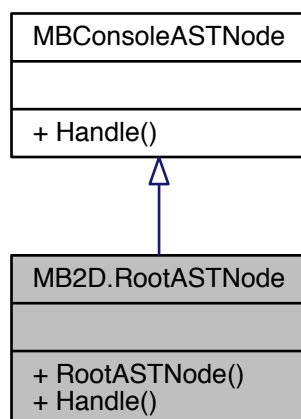 MBConsoleASTNode
+ Handle()
MB2D.RootASTNode
+ RootASTNode()
+ Handle()